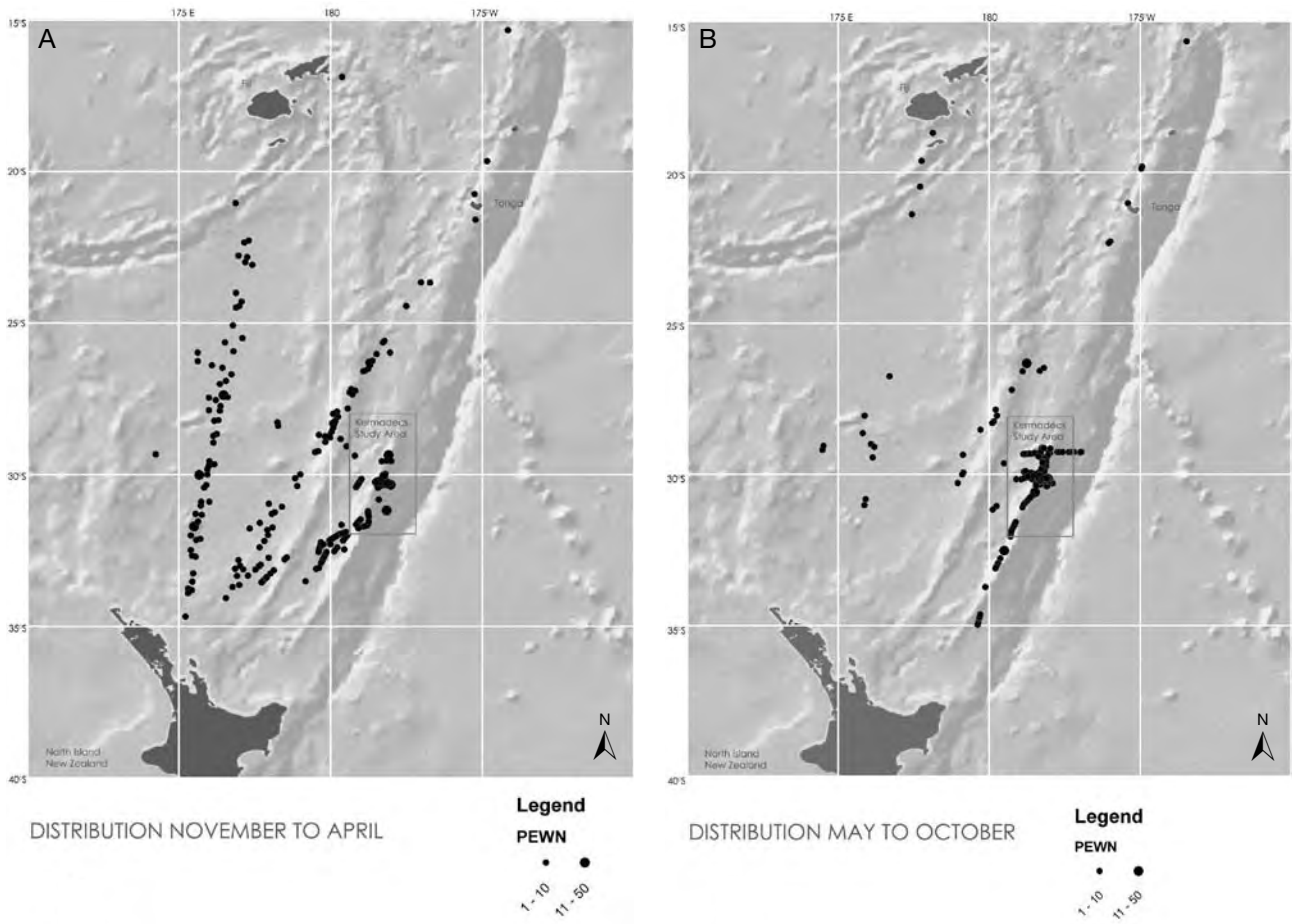 175 E 180 175°W
A
15°S
Fiji
20°S
Tonga
25°S
Kermadecs
Study Area
30°S
35°S
North Island
New Zealand
N
40°S
DISTRIBUTION NOVEMBER TO APRIL
Legend
PEWN
1 - 10
11 - 50
175°E 180 175°W
B
15°S
Fiji
20°S
Tonga
25°S
Kermadecs
Study Area
30°S
35°S
North Island
New Zealand
N
40°S
DISTRIBUTION MAY TO OCTOBER
Legend
PEWN
1 - 10
11 - 50